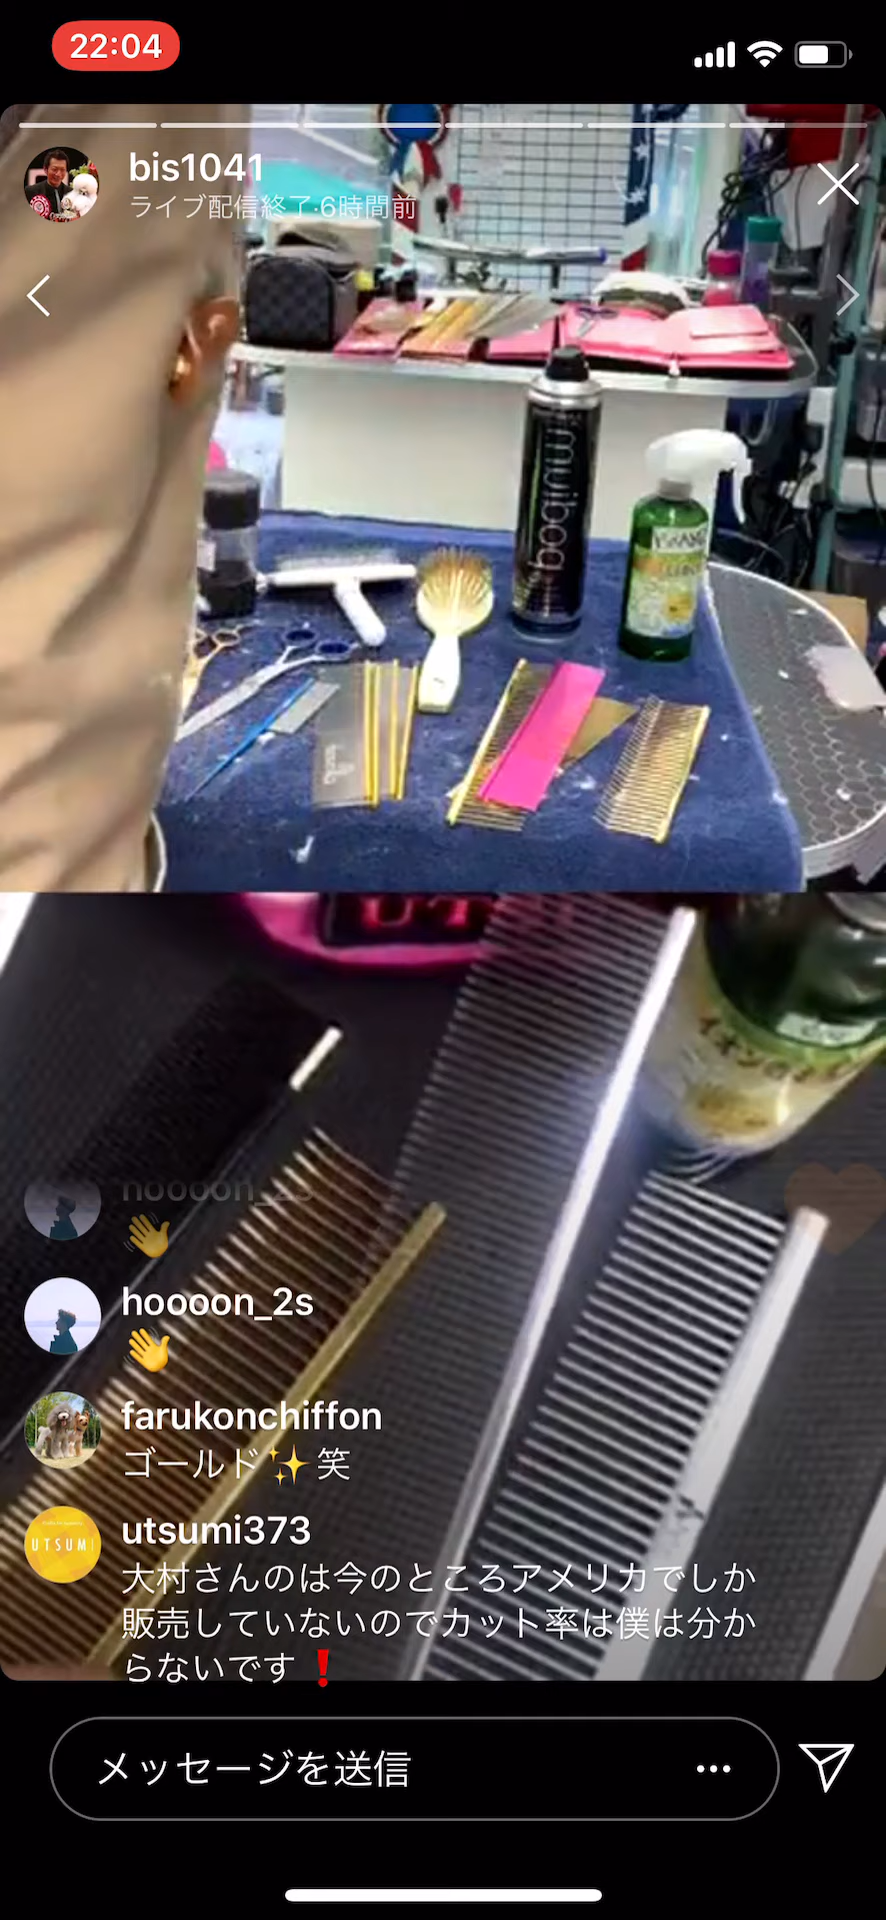 22:04
bis1041
ライブ配信終了·6時間前
hoooon_2s
👋
hoooon_2s
👋
farukonchiffon
ゴールド✨笑
utsumi373
大村さんのは今のところアメリカでしか
販売していないのでカット率は僕は分か
らないです❗
メッセージを送信